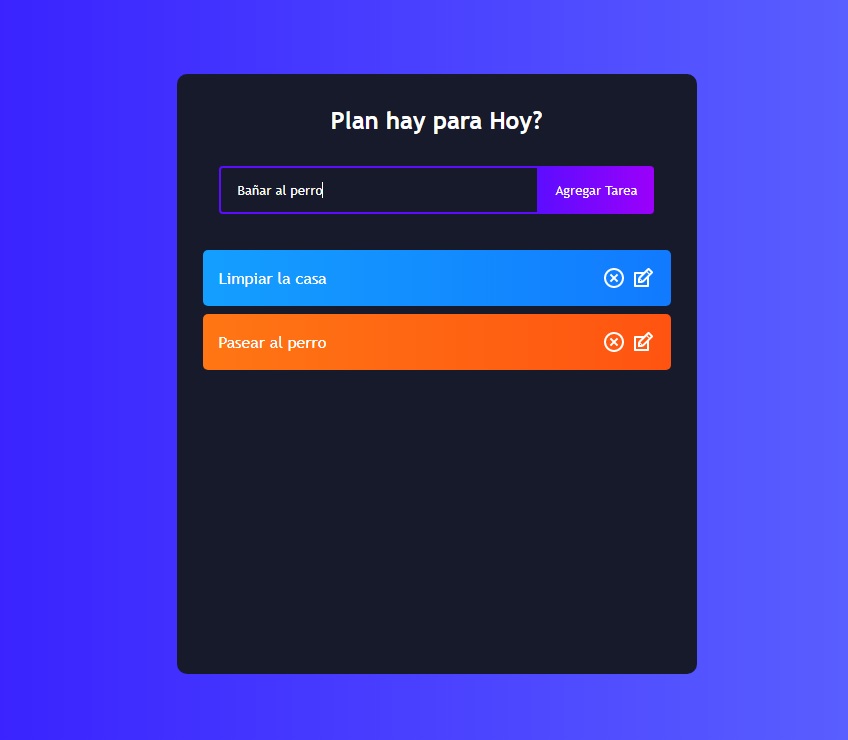 Plan hay para Hoy?
Bañar al perro
Agregar Tarea
Limpiar la casa
Pasear al perro